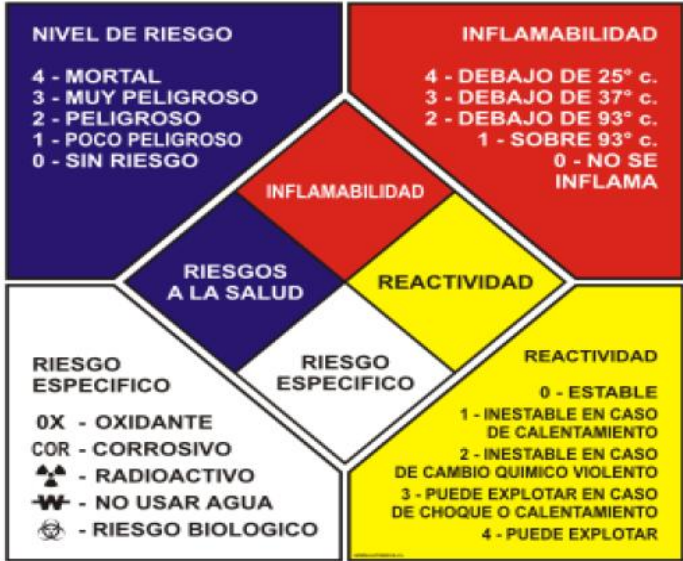 NIVEL DE RIESGO
4 - MORTAL
3 - MUY PELIGROSO
2 - PELIGROSO
1 - POCO PELIGROSO
0 - SIN RIESGO
INFLAMABILIDAD
4 - DEBAJO DE 25° c.
3 - DEBAJO DE 37° c.
2 - DEBAJO DE 93° c.
1 - SOBRE 93° c.
0 - NO SE
INFLAMA
INFLAMABILIDAD
RIESGOS
A LA SALUD
REACTIVIDAD
RIESGO
ESPECIFICO
RIESGO
ESPECIFICO
0X - OXIDANTE
COR - CORROSIVO
- RADIOACTIVO
W - NO USAR AGUA
- RIESGO BIOLOGICO
REACTIVIDAD
0 - ESTABLE
1 - INESTABLE EN CASO
DE CALENTAMIENTO
2 - INESTABLE EN CASO
DE CAMBIO QUIMICO VIOLENTO
3 - PUEDE EXPLOTAR EN CASO
DE CHOQUE O CALENTAMIENTO
4 - PUEDE EXPLOTAR